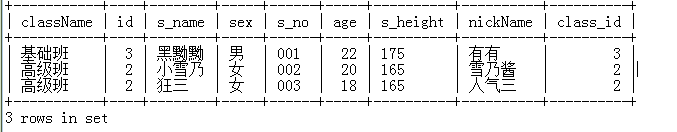 | className | id | s_name | sex | s_no | age | s_height | nickName | class_id |
| 基础班 | 3 | 黑黝黝 | 男 | 001 | 22 | 175 | 有有 | 3 |
| 高级班 | 2 | 小雪乃 | 女 | 002 | 20 | 165 | 雪乃酱 | 2 |
| 高级班 | 2 | 狂三 | 女 | 003 | 18 | 165 | 人气三 | 2 |
3 rows in set